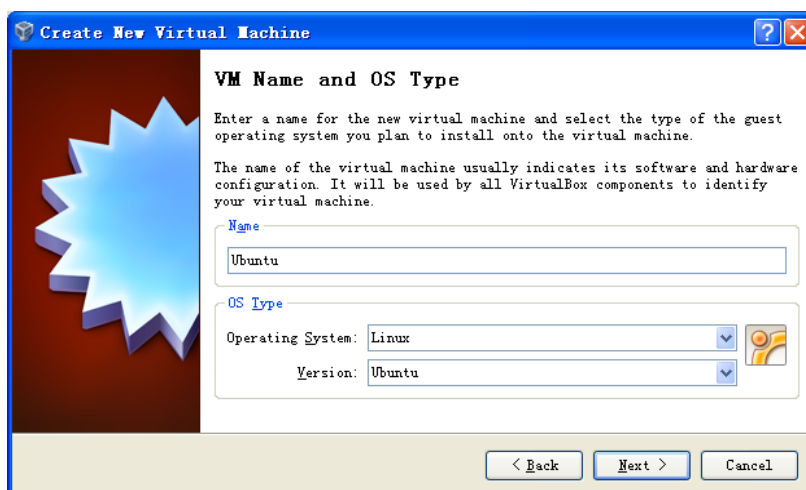 Create New Virtual Machine
VM Name and OS Type
Enter a name for the new virtual machine and select the type of the guest
operating system you plan to install onto the virtual machine.
The name of the virtual machine usually indicates its software and hardware
configuration. It will be used by all VirtualBox components to identify
your virtual machine.
Name
Ubuntu
OS Type
Operating System: Linux
Version: Ubuntu
< Back Next > Cancel